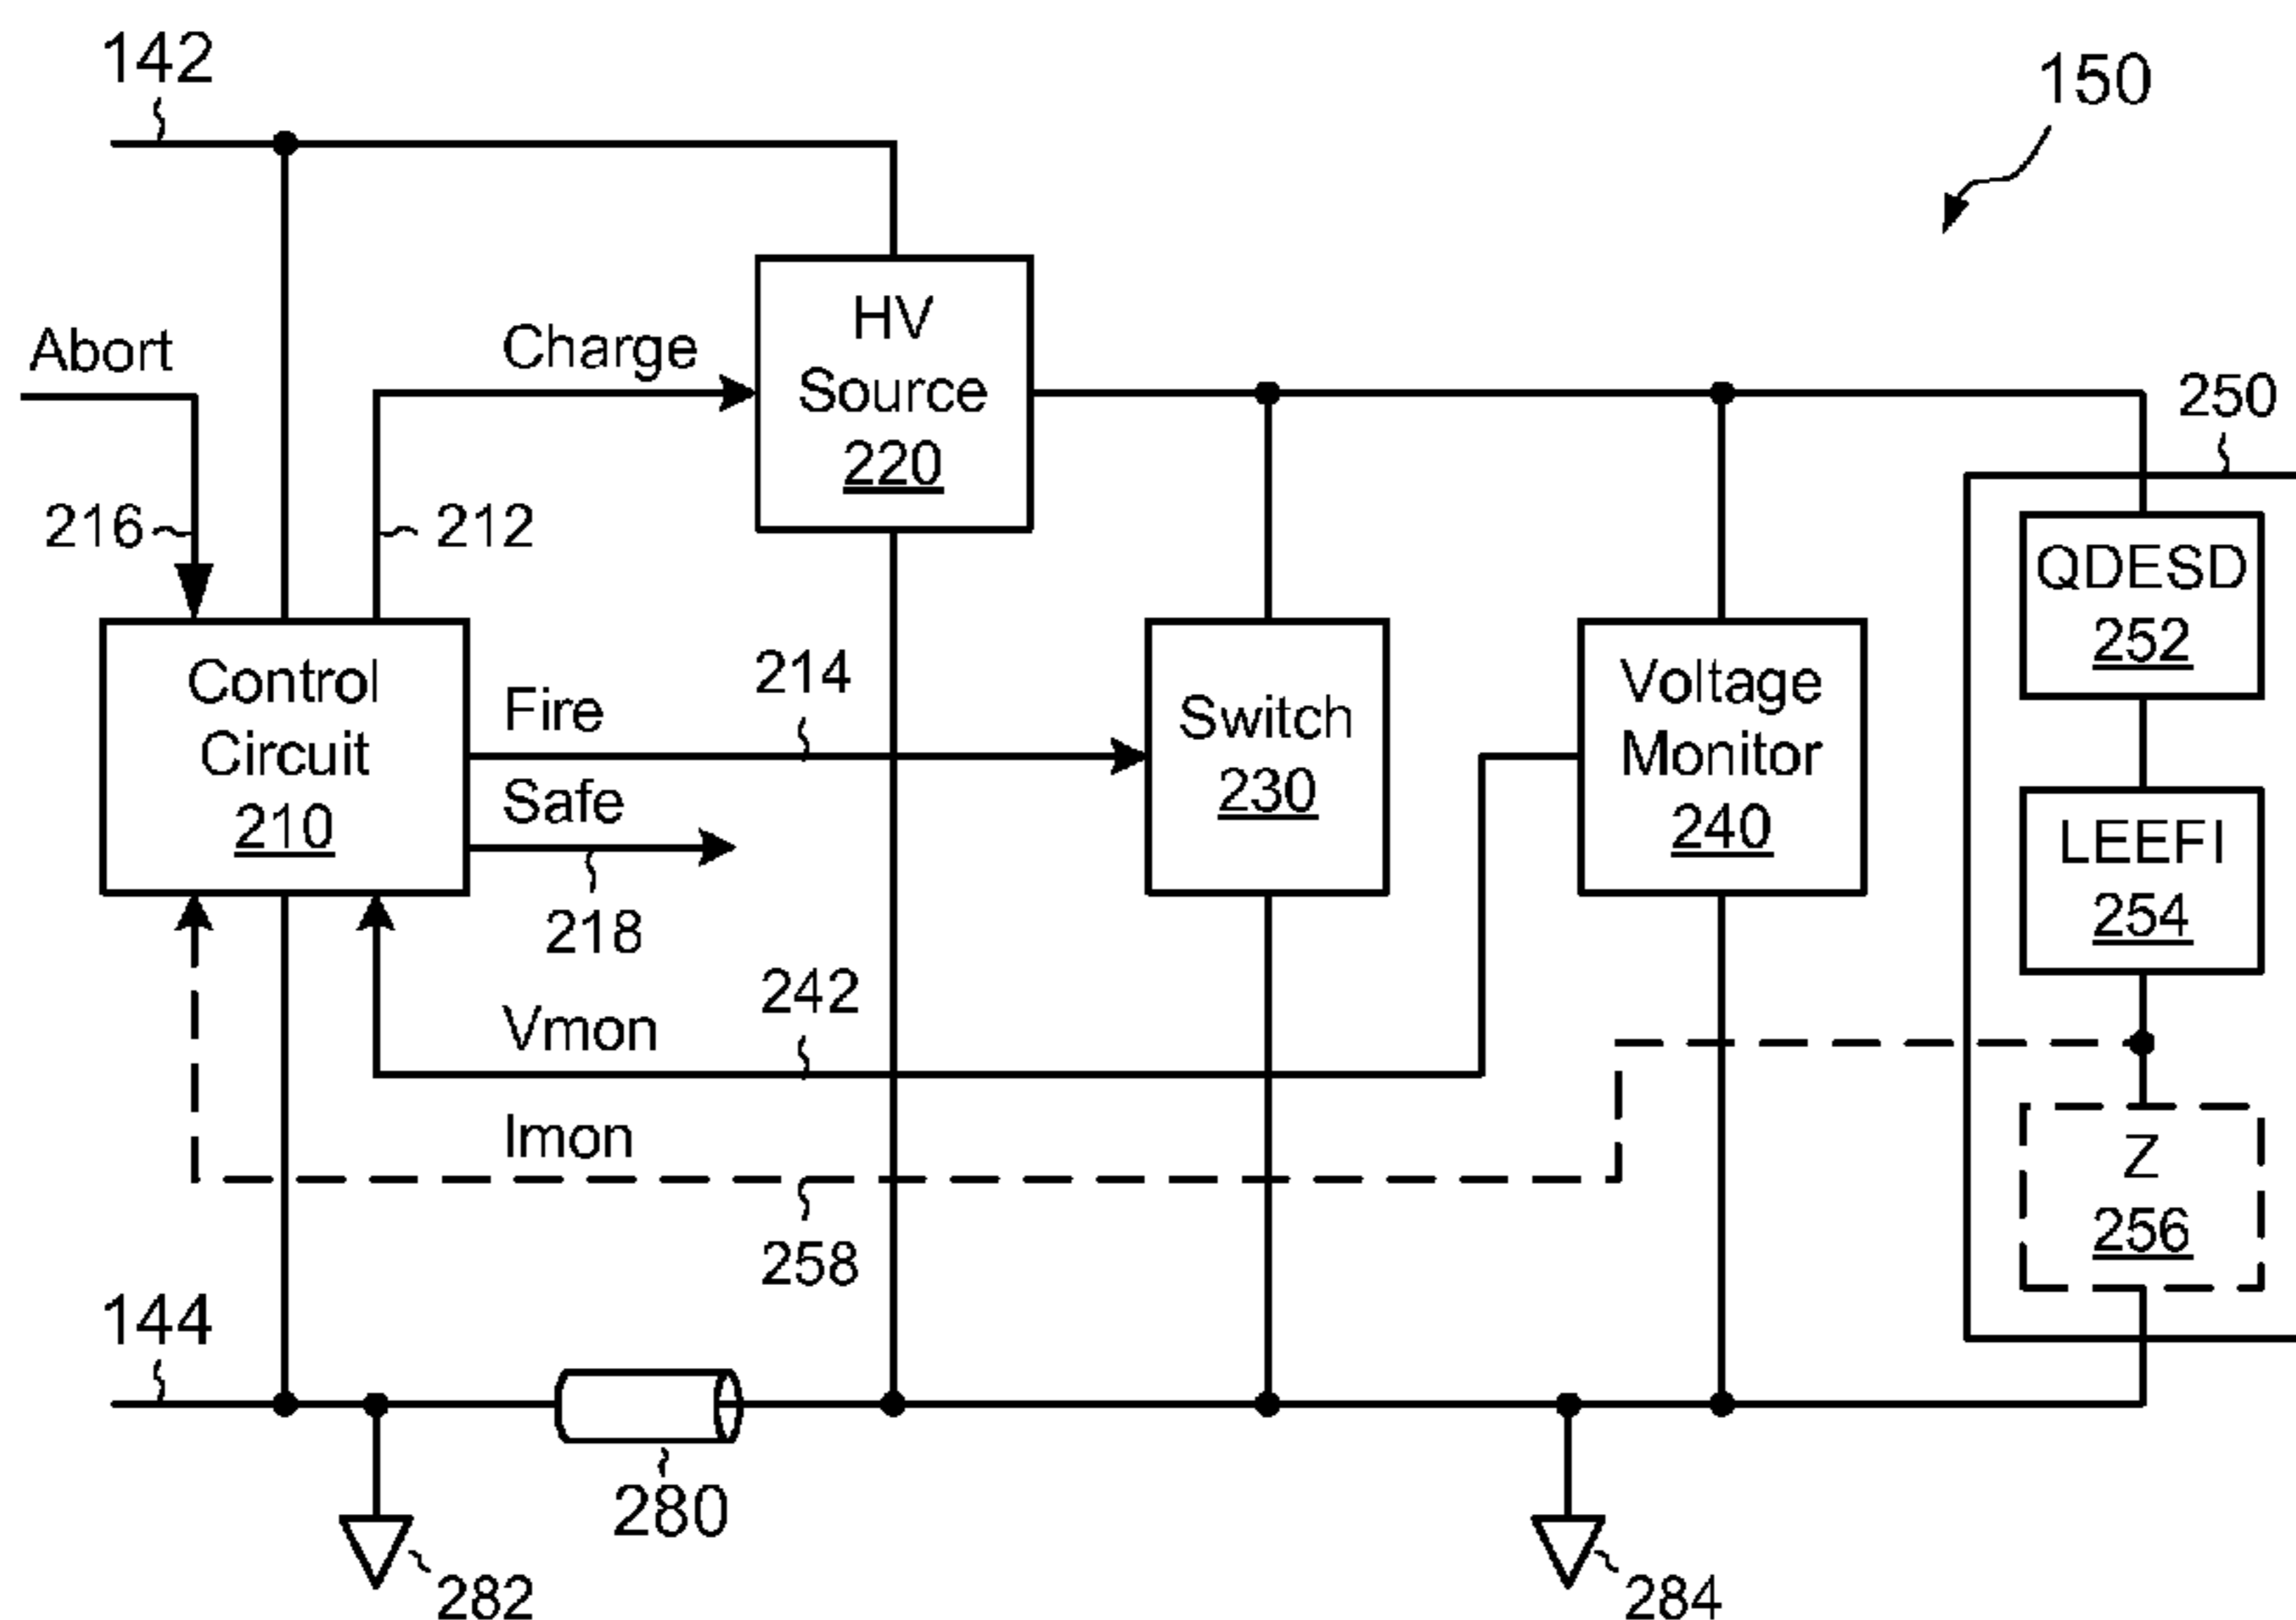 142
150
Abort
Charge
HV
Source
220
250
216
212
QDESD
252
Control
Circuit
210
Fire
214
Safe
218
Switch
230
Voltage
Monitor
240
LEEFI
254
242
Vmon
Imon
258
Z
256
144
280
282
284